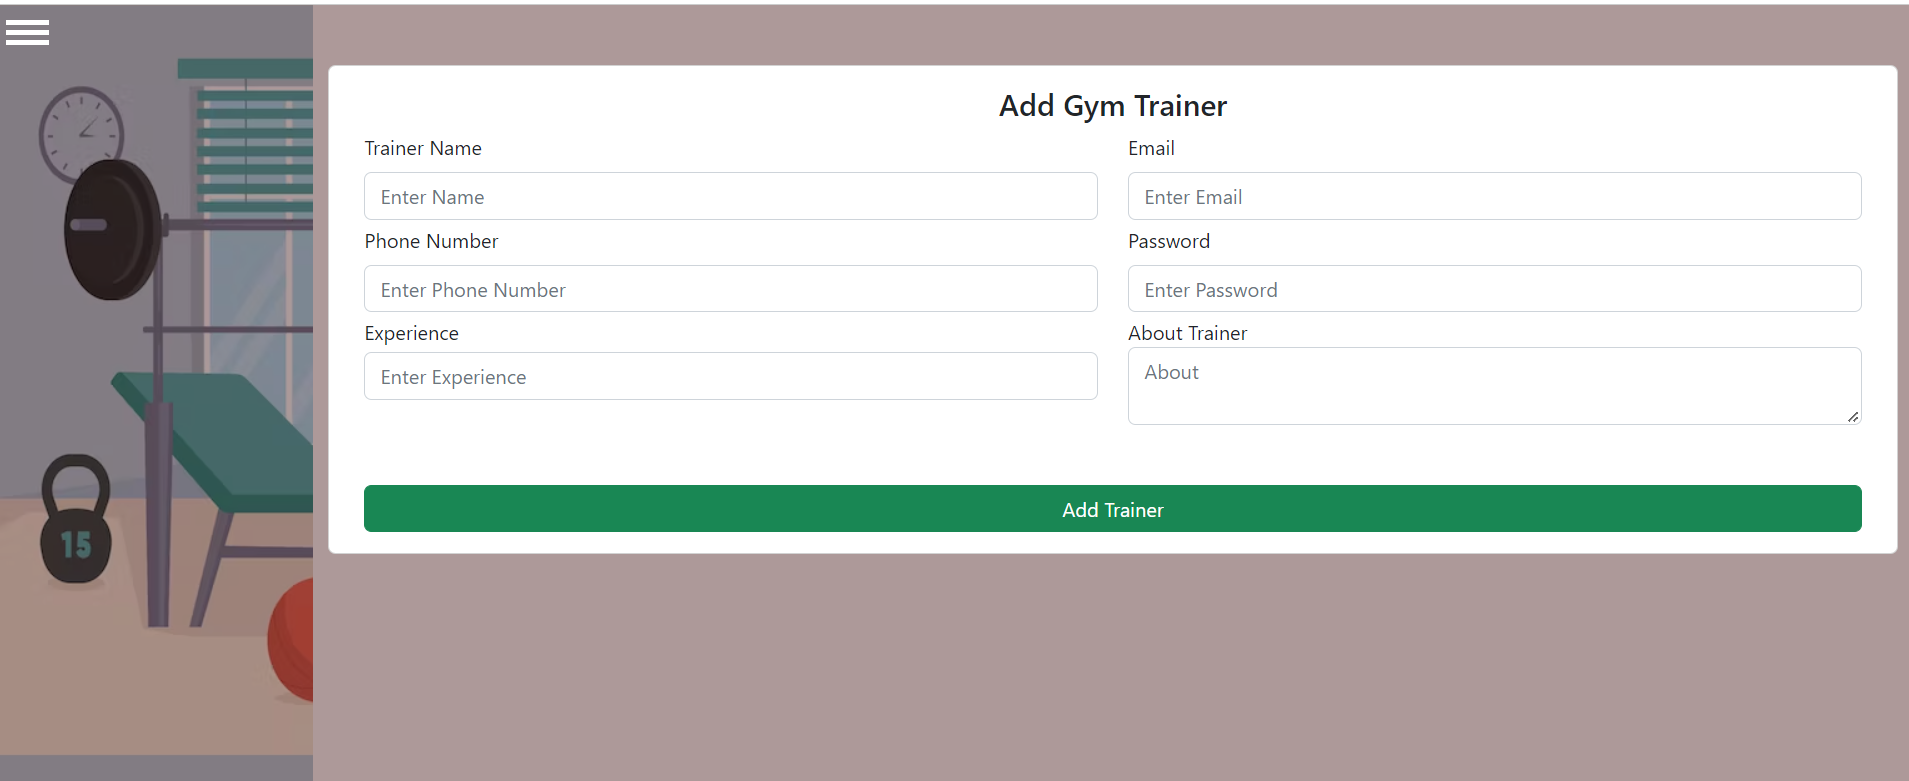 Add Gym Trainer
Trainer Name
Email
Enter Name
Enter Email
Phone Number
Password
Enter Phone Number
Enter Password
Experience
About Trainer
Enter Experience
About
Add Trainer
15